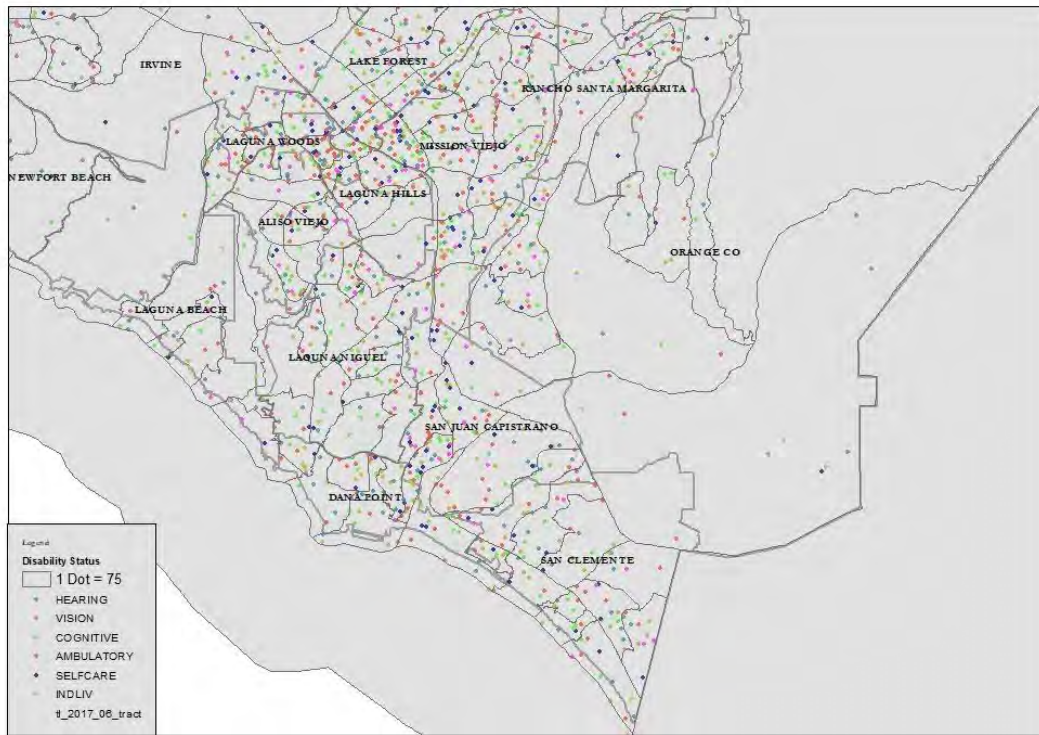 IRVINE
LAKE FOREST
RANCHO SANTA MARGARITA
LAGUNA WOODS
MISSION VIEJO
NEWPORT BEACH
LAGUNA HILLS
ALISO VIEJO
ORANGE CO
LAGUNA BEACH
LAGUNA NIGUEL
SAN JUAN CAPISTRANO
DANA POINT
SAN CLEMENTE
Legend
Disability Status
1 Dot = 75
HEARING
VISION
COGNITIVE
AMBULATORY
SELFCARE
INDLIV
tl_2017_06_tract